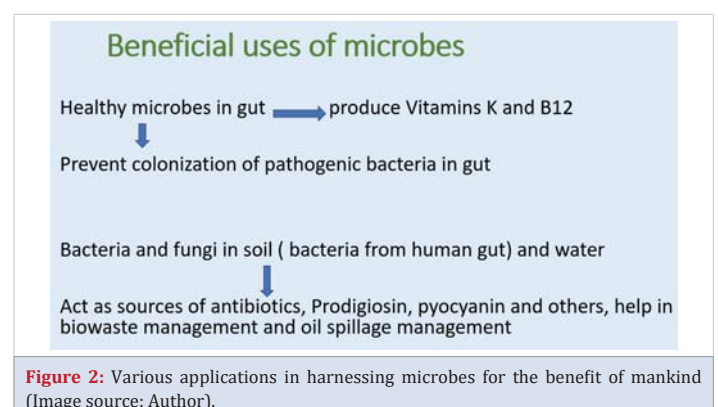 Beneficial uses of microbes
Healthy microbes in gut produce Vitamins K and B12
Prevent colonization of pathogenic bacteria in gut
Bacteria and fungi in soil ( bacteria from human gut) and water
Act as sources of antibiotics, Prodigiosin, pyocyanin and others, help in
biowaste management and oil spillage management
Figure 2: Various applications in harnessing microbes for the benefit of mankind
(Image source: Author).